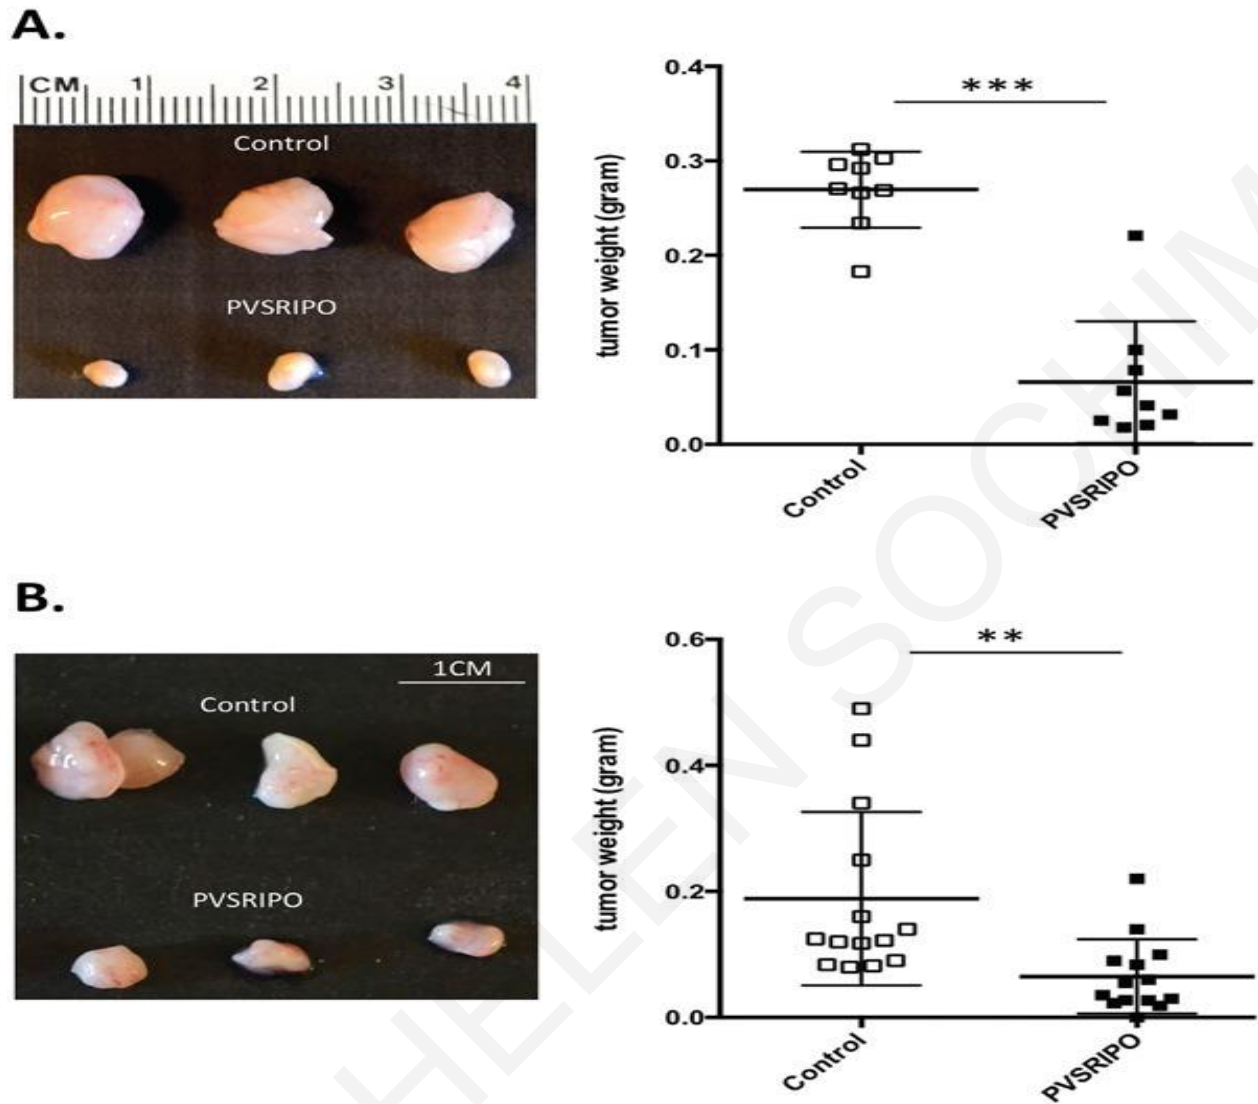 A.
CM 1 2 3 4
Control
PVSRIPO
***
0.4
0.3
0.2
0.1
0.0
tumor weight (gram)
Control
PVSRIPO
B.
1CM
Control
PVSRIPO
**
0.6
0.4
0.2
0.0
tumor weight (gram)
Control
PVSRIPO
HELEN SOCHI